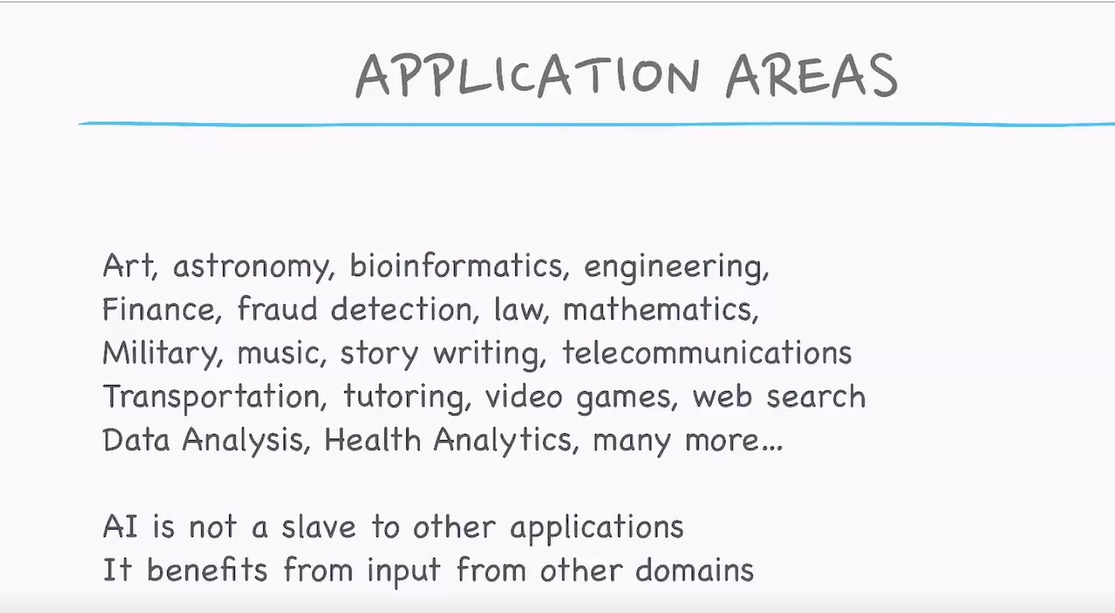 APPLICATION AREAS
Art, astronomy, bioinformatics, engineering,
Finance, fraud detection, law, mathematics,
Military, music, story writing, telecommunications
Transportation, tutoring, video games, web search
Data Analysis, Health Analytics, many more...
AI is not a slave to other applications
It benefits from input from other domains